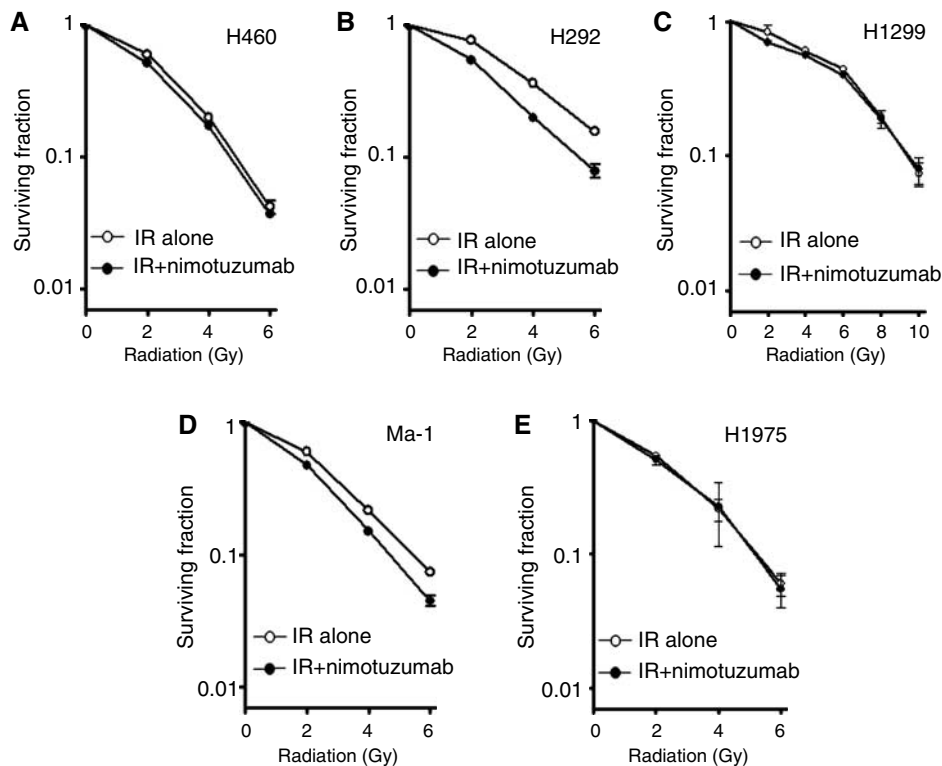 A
H460
1
0.1
0.01
Surviving fraction
IR alone
IR+nimotuzumab
0 2 4 6
Radiation (Gy)
B
H292
1
0.1
0.01
Surviving fraction
IR alone
IR+nimotuzumab
0 2 4 6
Radiation (Gy)
C
H1299
1
0.1
0.01
Surviving fraction
IR alone
IR+nimotuzumab
0 2 4 6 8 10
Radiation (Gy)
D
Ma-1
1
0.1
0.01
Surviving fraction
IR alone
IR+nimotuzumab
0 2 4 6
Radiation (Gy)
E
H1975
1
0.1
0.01
Surviving fraction
IR alone
IR+nimotuzumab
0 2 4 6
Radiation (Gy)